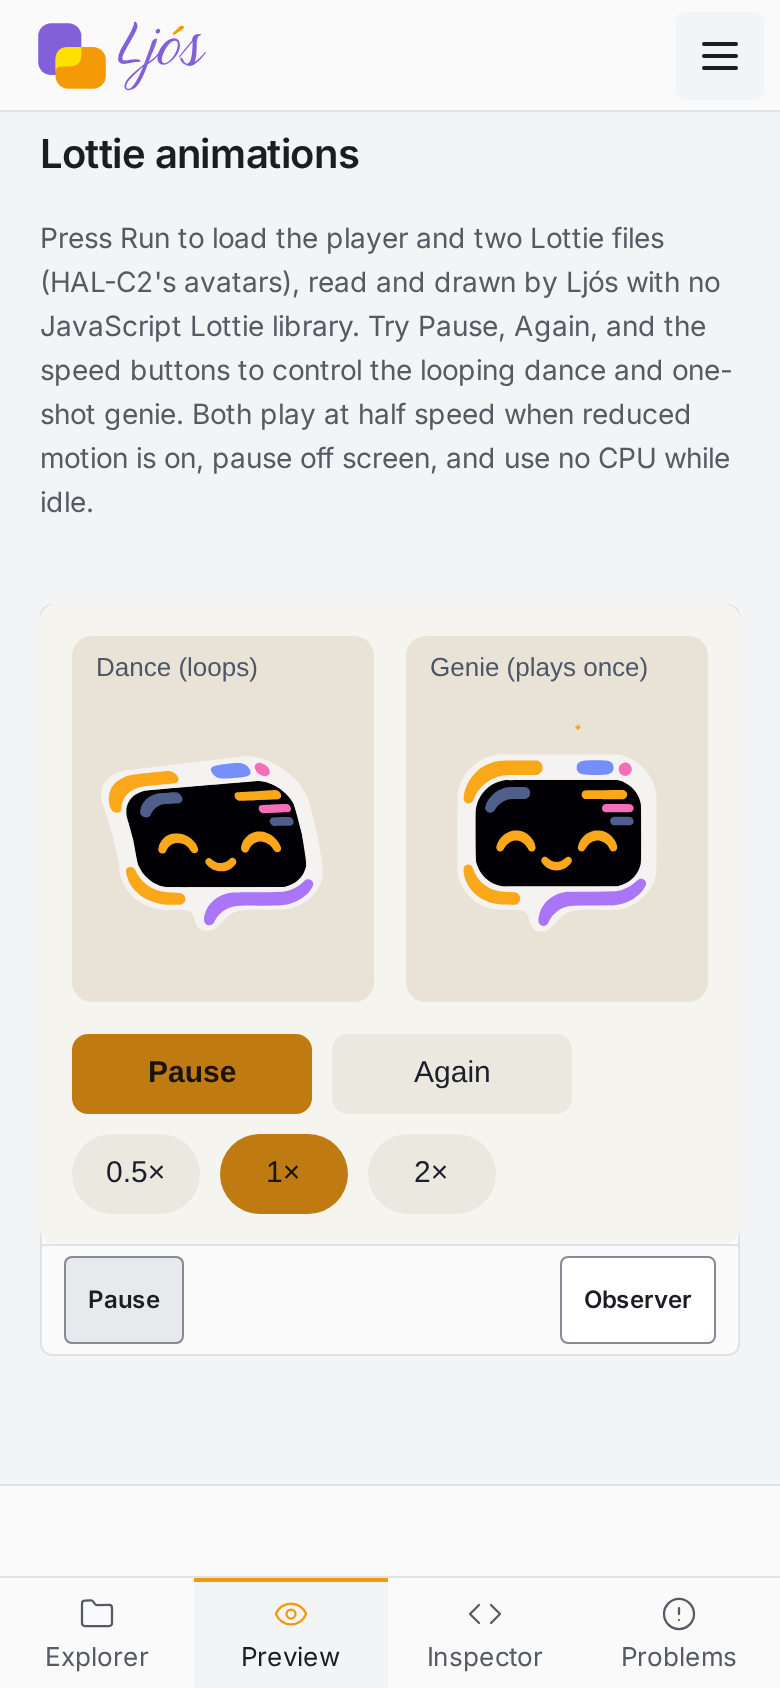 Ljós
Lottie animations
Press Run to load the player and two Lottie files
(HAL-C2's avatars), read and drawn by Ljós with no
JavaScript Lottie library. Try Pause, Again, and the
speed buttons to control the looping dance and one-
shot genie. Both play at half speed when reduced
motion is on, pause off screen, and use no CPU while
idle.
Dance (loops)
Genie (plays once)
Pause
Again
0.5×
1×
2×
Pause
Observer
Explorer
Preview
Inspector
Problems